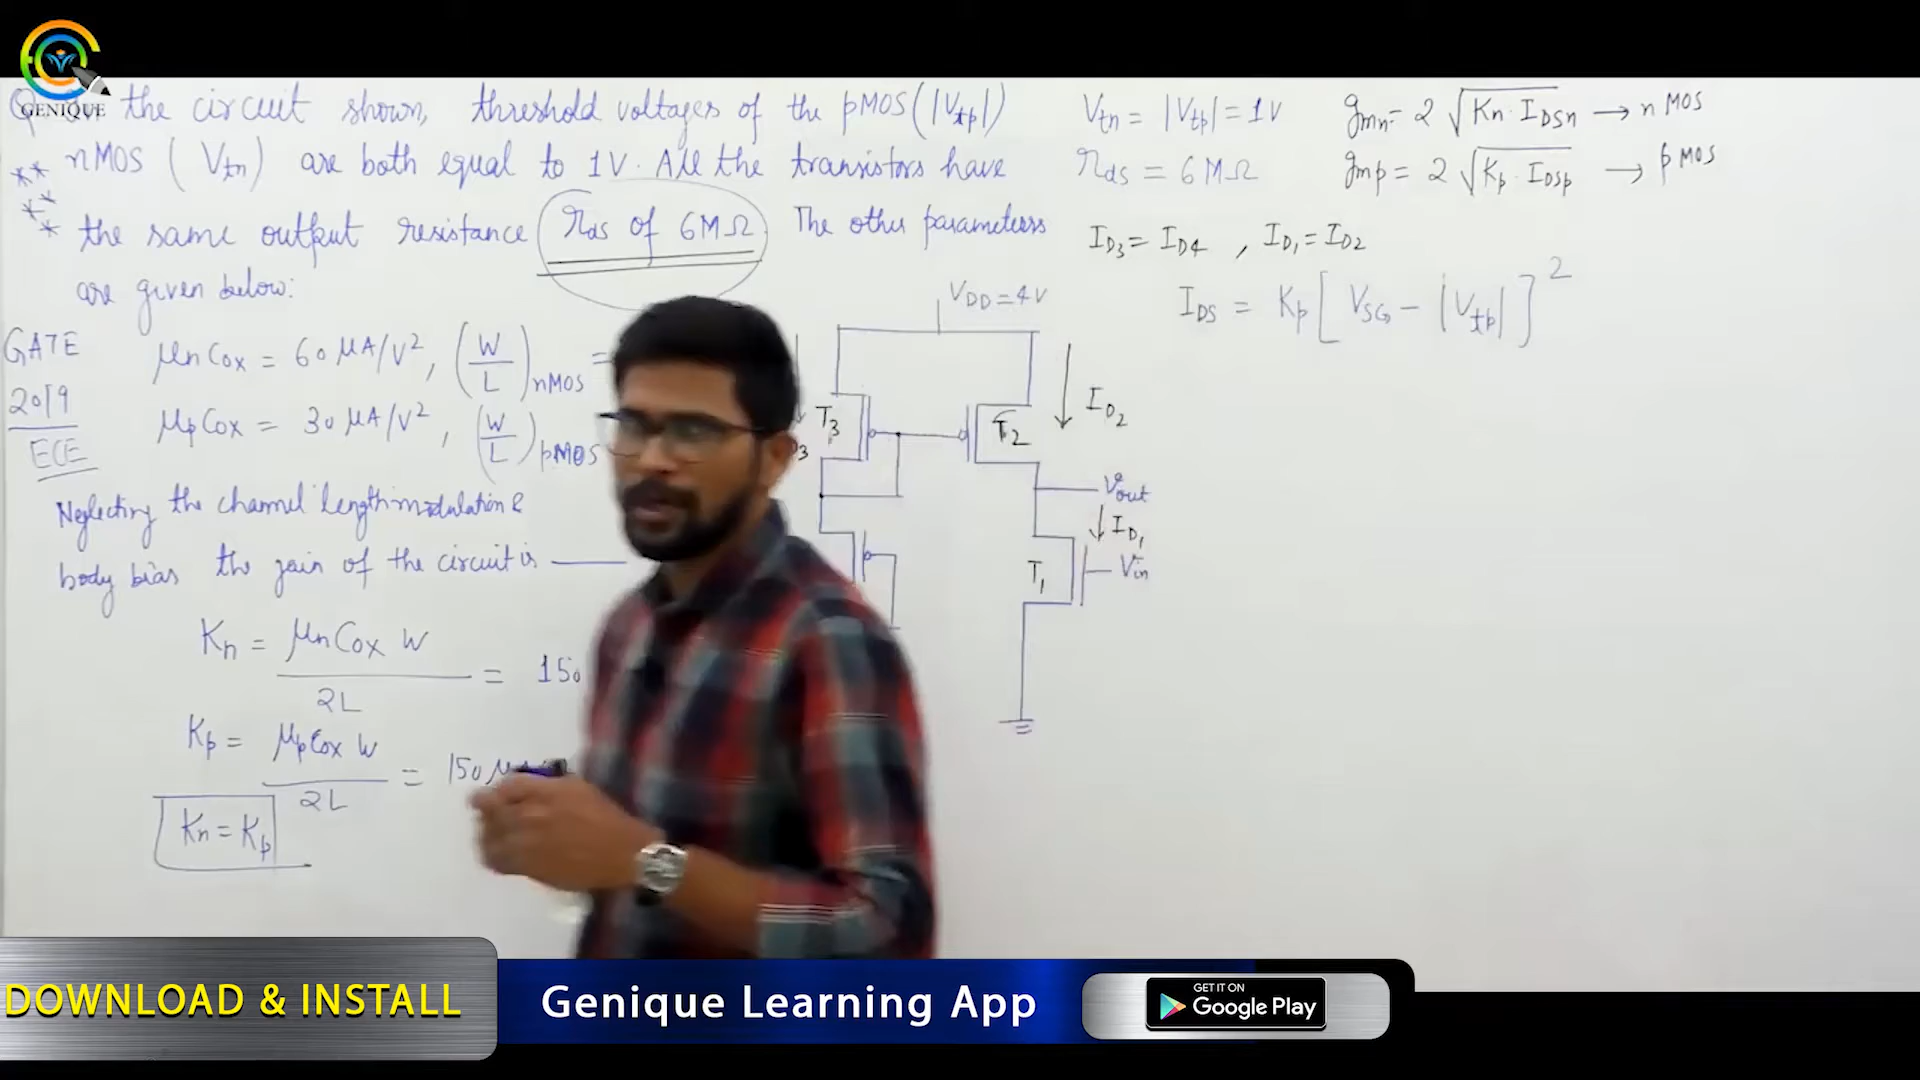 GENIQUE
the circuit shown, threshold voltages of the pMOS (|Vtp|)
nMOS ( Vtn) are both equal to 1V. All the transistors have
the same output resistance rds of 6MΩ. The other parameters
are given below:
GATE
2019
ECE
μnCox = 60 μA/V², (W/L)nMOS =
μpCox = 30 μA/V², (W/L)pMOS
Neglecting the channel length modulation &
body bias the gain of the circuit is ____
Kn = μnCox W / 2L = 150
Kp = μpCox W / 2L = 150 μ
Kn = Kp
VDD = 4V
T3
T2
ID2
Vout
ID1
T1
Vin
Vtn = |Vtp| = 1V
rds = 6MΩ
gmn = 2 √Kn·IDSn → nMOS
gmp = 2 √Kp·IDSp → pMOS
ID3 = ID4 , ID1 = ID2
IDS = Kp [ VSG - |Vtp| ]²
DOWNLOAD & INSTALL
Genique Learning App
GET IT ON
Google Play